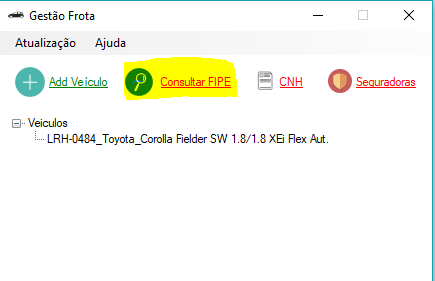 Gestão Frota
Atualização Ajuda
Add Veículo Consultar FIPE CNH Seguradoras
Veiculos
LRH-0484_Toyota_Corolla Fielder SW 1.8/1.8 XEi Flex Aut.